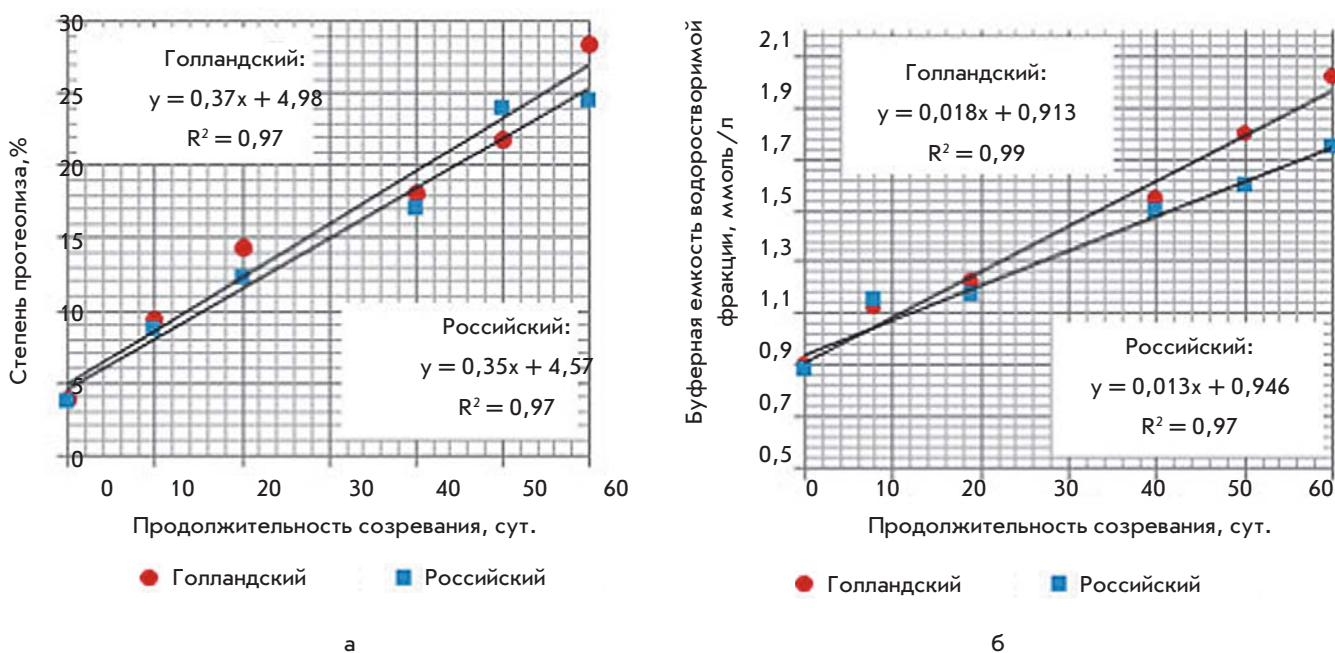 Степень протеолиза,%
30
25
20
15
10
5
0
Голландский:
y = 0,37x + 4,98
R² = 0,97
Российский:
y = 0,35x + 4,57
R² = 0,97
0 10 20 30 40 50 60
Продолжительность созревания, сут.
Голландский Российский
а
Буферная емкость водоростворимой
фракции, ммоль/л
2,1
1,9
1,7
1,5
1,3
1,1
0,9
0,7
0,5
Голландский:
y = 0,018x + 0,913
R² = 0,99
Российский:
y = 0,013x + 0,946
R² = 0,97
0 10 20 30 40 50 60
Продолжительность созревания, сут.
Голландский Российский
б